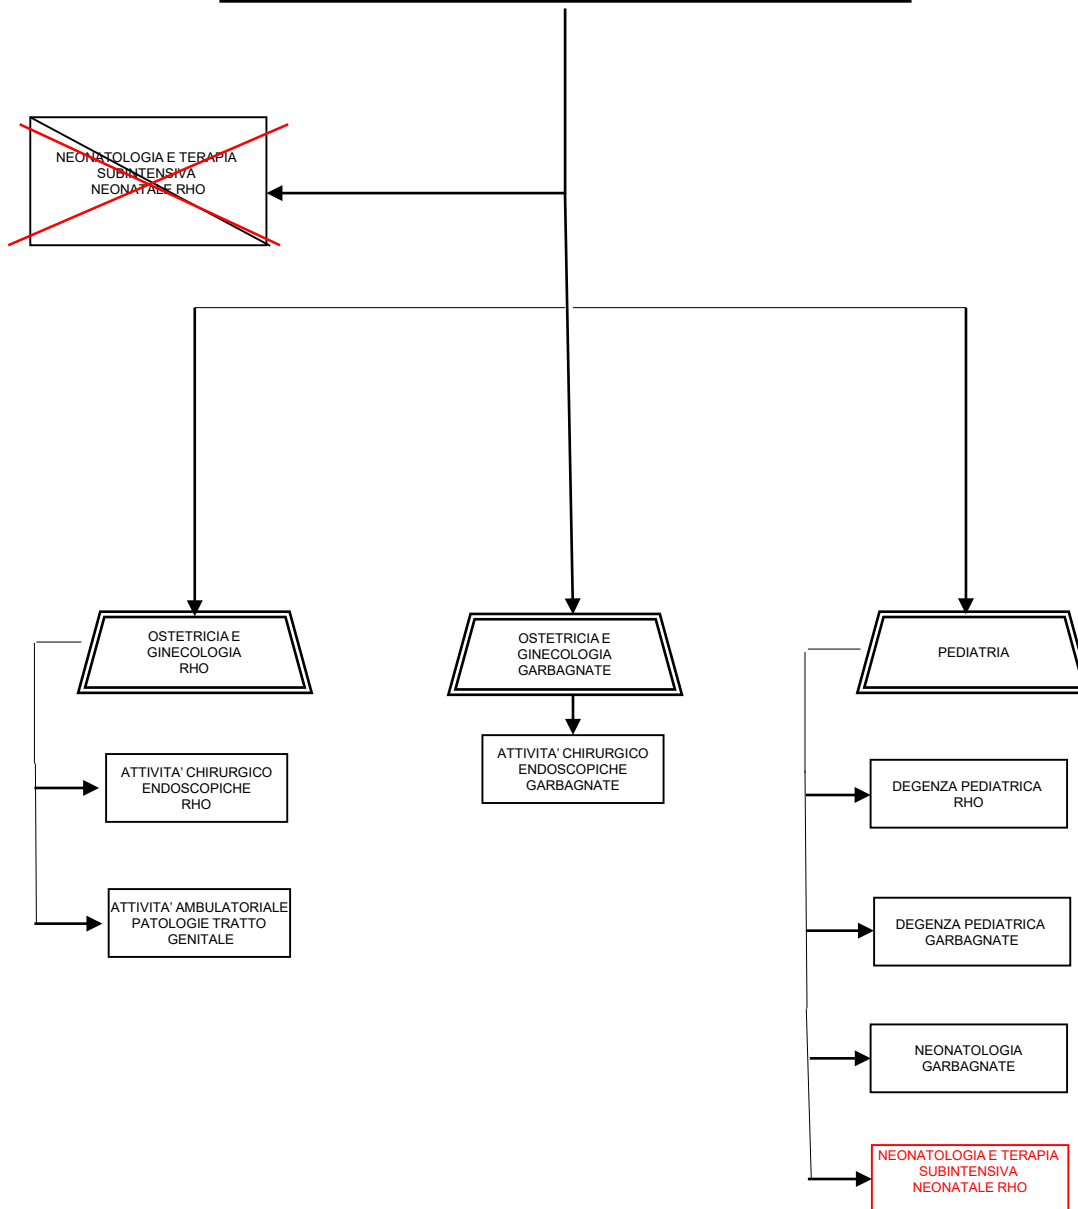 NEONATOLOGIA E TERAPIA
SUBINTENSIVA
NEONATALE RHO
OSTETRICIA E
GINECOLOGIA
RHO
OSTETRICIA E
GINECOLOGIA
GARBAGNATE
PEDIATRIA
ATTIVITA' CHIRURGICO
ENDOSCOPICHE
RHO
ATTIVITA' CHIRURGICO
ENDOSCOPICHE
GARBAGNATE
DEGENZA PEDIATRICA
RHO
ATTIVITA' AMBULATORIALE
PATOLOGIE TRATTO
GENITALE
DEGENZA PEDIATRICA
GARBAGNATE
NEONATOLOGIA
GARBAGNATE
NEONATOLOGIA E TERAPIA
SUBINTENSIVA
NEONATALE RHO